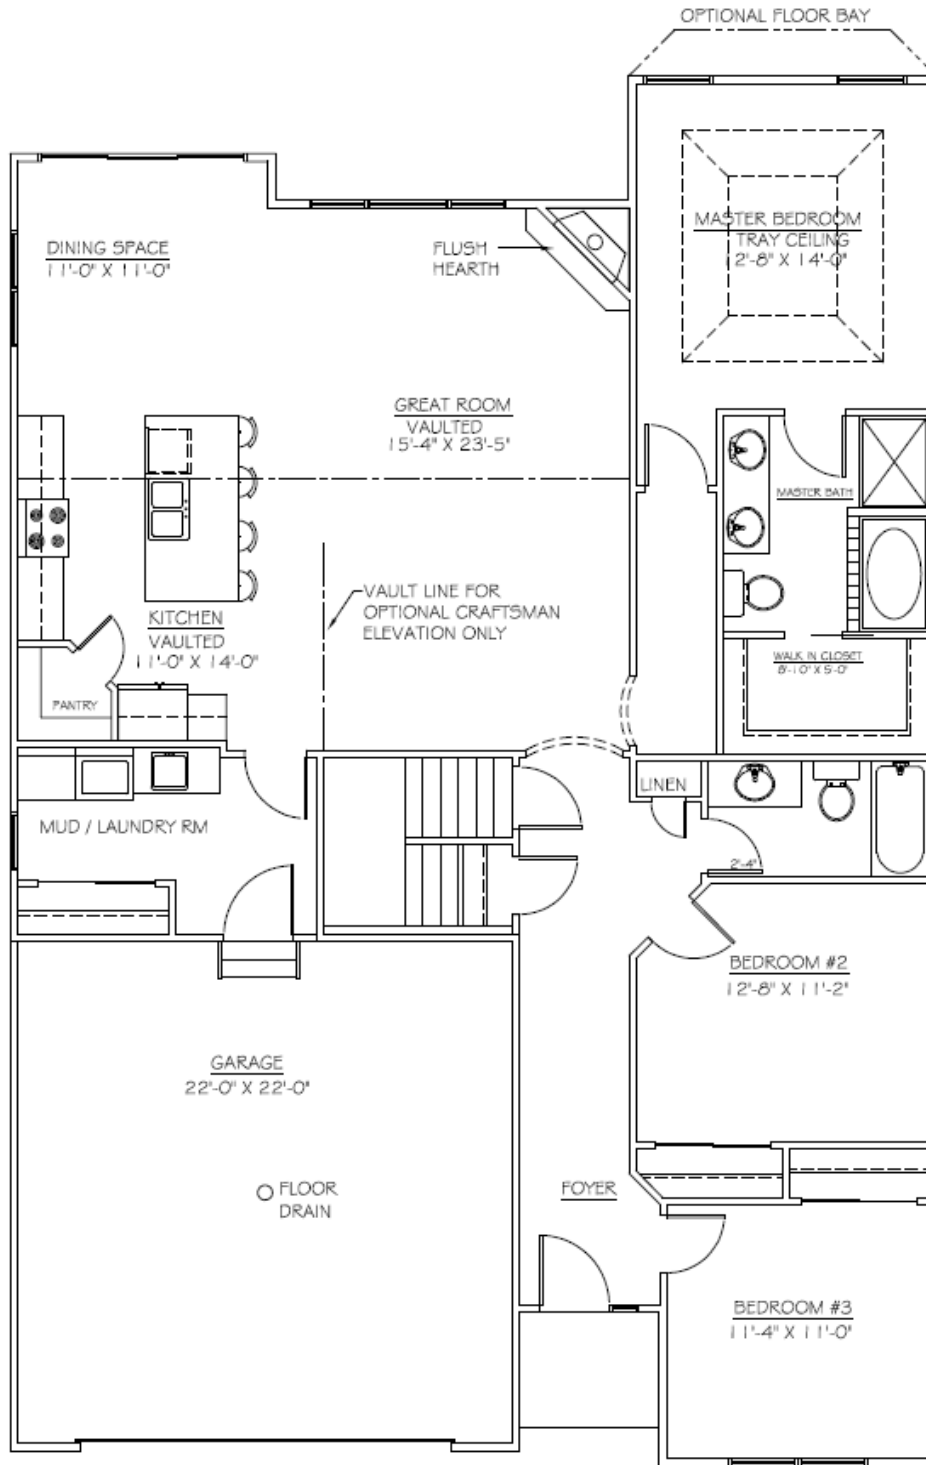 OPTIONAL FLOOR BAY
DINING SPACE
11'-0" X 11'-0"
FLUSH
HEARTH
MASTER BEDROOM
TRAY CEILING
12'-8" X 14'-0"
GREAT ROOM
VAULTED
15'-4" X 23'-5"
MASTER BATH
VAULT LINE FOR
OPTIONAL CRAFTSMAN
ELEVATION ONLY
KITCHEN
VAULTED
11'-0" X 14'-0"
WALK IN CLOSET
8'-10" X 5'-0"
PANTRY
LINEN
MUD / LAUNDRY RM
2'-4"
BEDROOM #2
12'-8" X 11'-2"
GARAGE
22'-0" X 22'-0"
FLOOR
DRAIN
FOYER
BEDROOM #3
11'-4" X 11'-0"